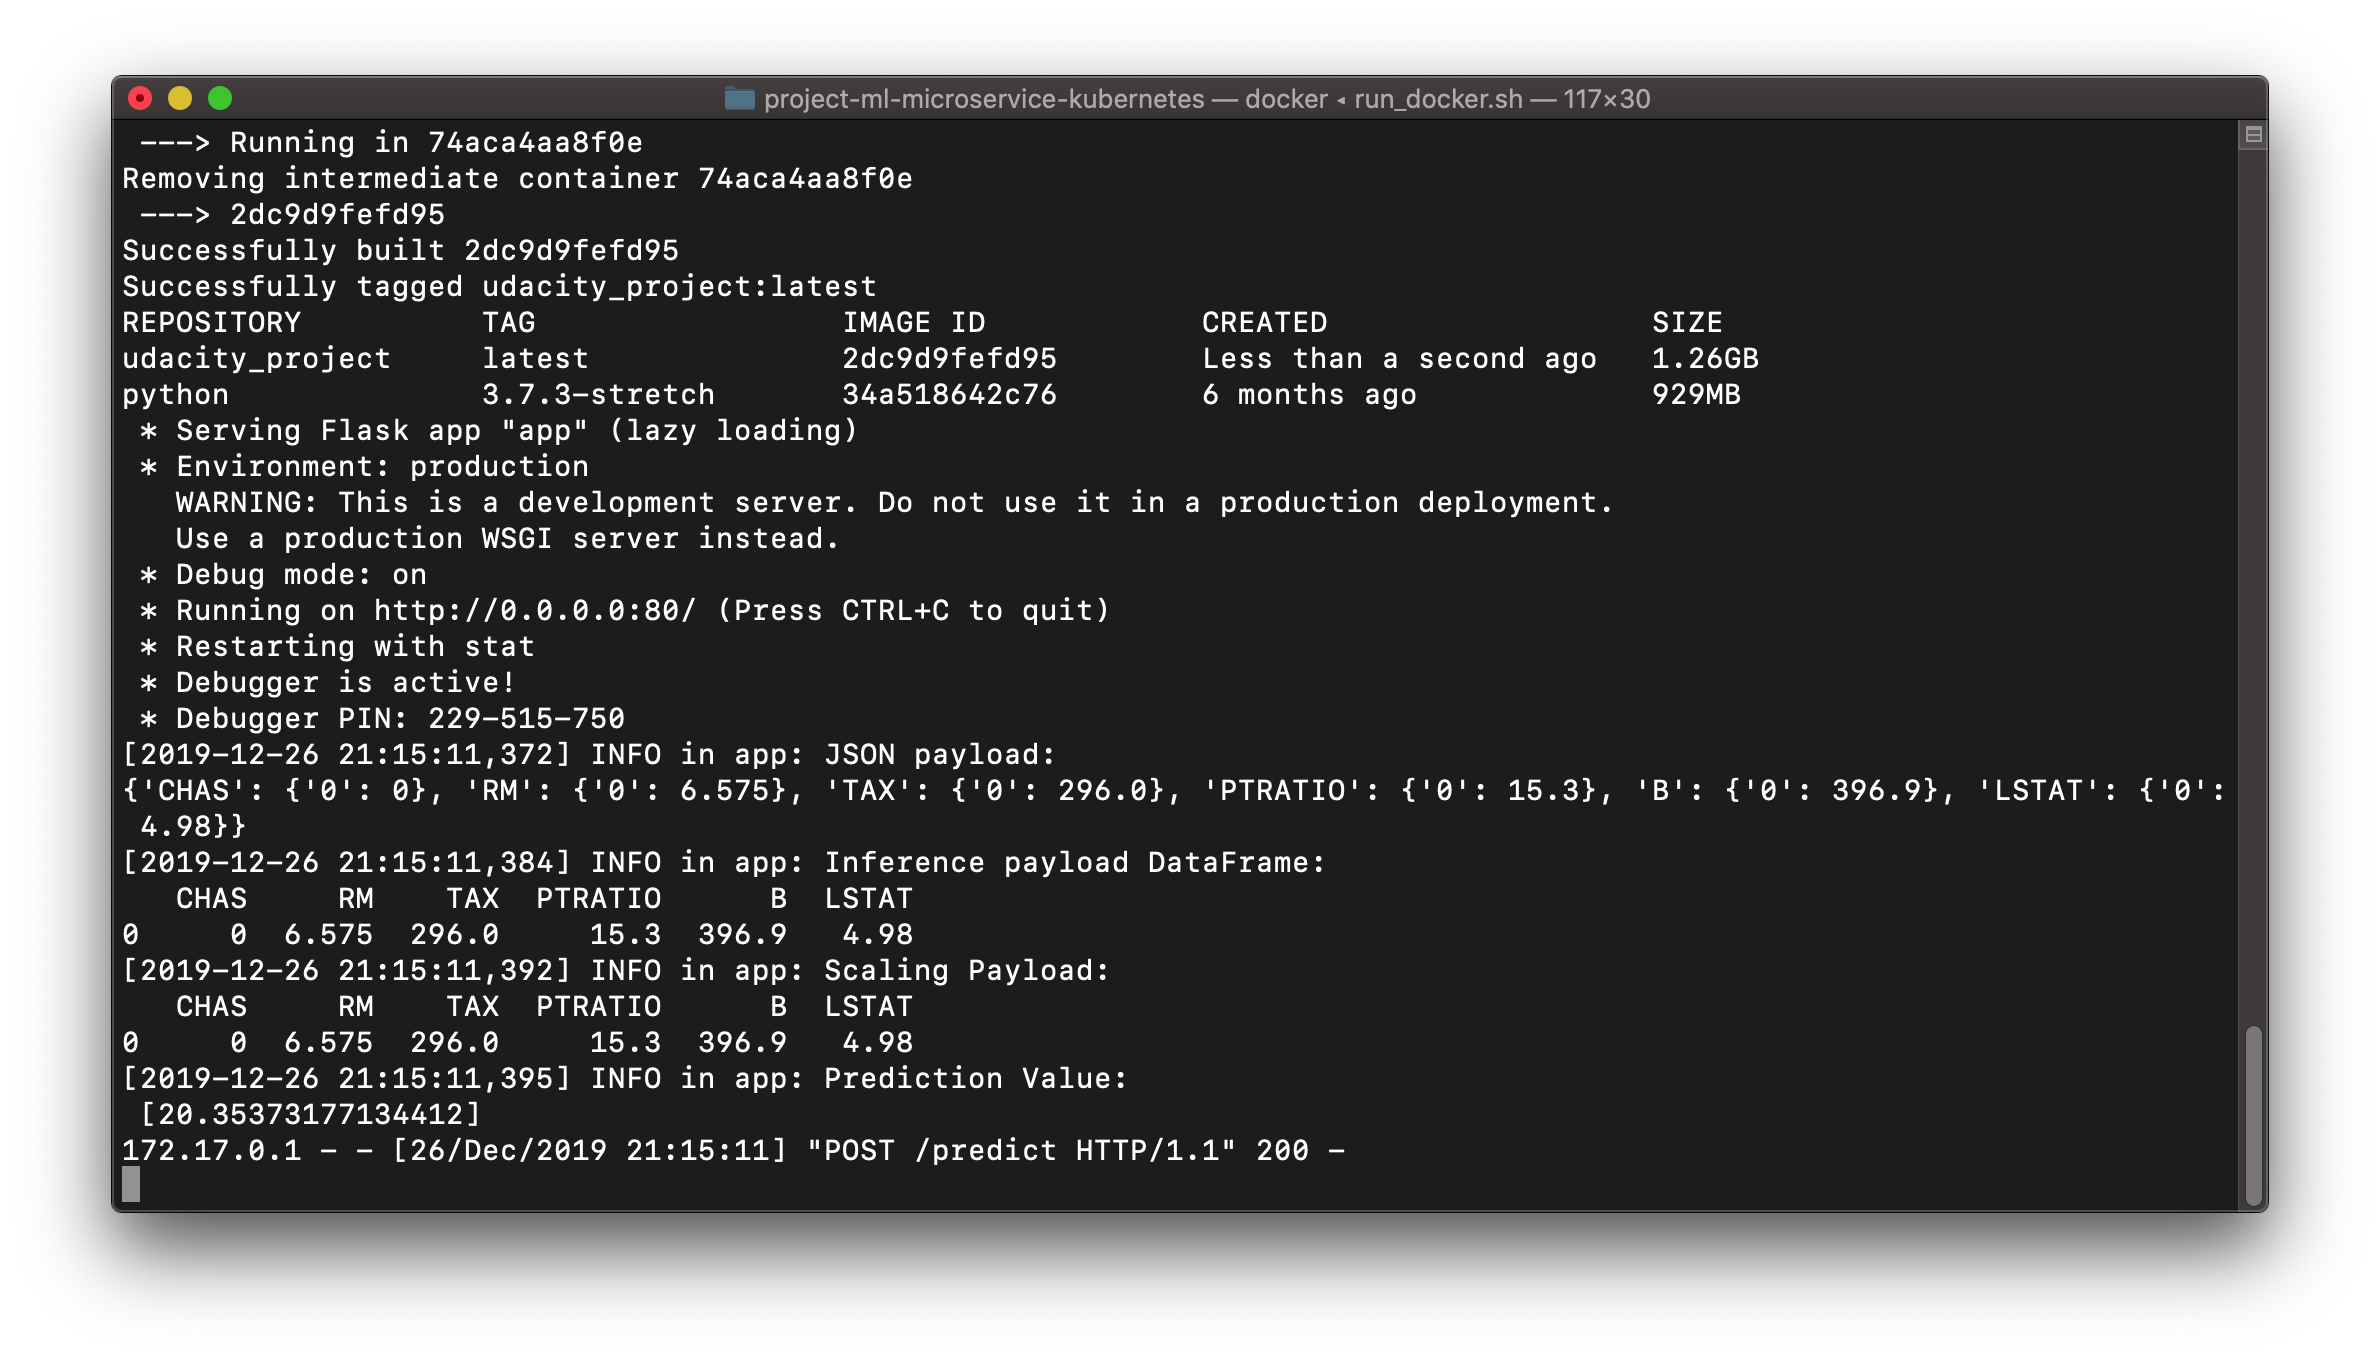 project-ml-microservice-kubernetes — docker ◂ run_docker.sh — 117×30
 ---> Running in 74aca4aa8f0e
Removing intermediate container 74aca4aa8f0e
 ---> 2dc9d9fefd95
Successfully built 2dc9d9fefd95
Successfully tagged udacity_project:latest
REPOSITORY          TAG                 IMAGE ID            CREATED                  SIZE
udacity_project     latest              2dc9d9fefd95        Less than a second ago   1.26GB
python              3.7.3-stretch       34a518642c76        6 months ago             929MB
 * Serving Flask app "app" (lazy loading)
 * Environment: production
   WARNING: This is a development server. Do not use it in a production deployment.
   Use a production WSGI server instead.
 * Debug mode: on
 * Running on http://0.0.0.0:80/ (Press CTRL+C to quit)
 * Restarting with stat
 * Debugger is active!
 * Debugger PIN: 229-515-750
[2019-12-26 21:15:11,372] INFO in app: JSON payload:
{'CHAS': {'0': 0}, 'RM': {'0': 6.575}, 'TAX': {'0': 296.0}, 'PTRATIO': {'0': 15.3}, 'B': {'0': 396.9}, 'LSTAT': {'0':
 4.98}}
[2019-12-26 21:15:11,384] INFO in app: Inference payload DataFrame:
   CHAS     RM    TAX  PTRATIO      B  LSTAT
0     0  6.575  296.0     15.3  396.9   4.98
[2019-12-26 21:15:11,392] INFO in app: Scaling Payload:
   CHAS     RM    TAX  PTRATIO      B  LSTAT
0     0  6.575  296.0     15.3  396.9   4.98
[2019-12-26 21:15:11,395] INFO in app: Prediction Value:
 [20.35373177134412]
172.17.0.1 - - [26/Dec/2019 21:15:11] "POST /predict HTTP/1.1" 200 -